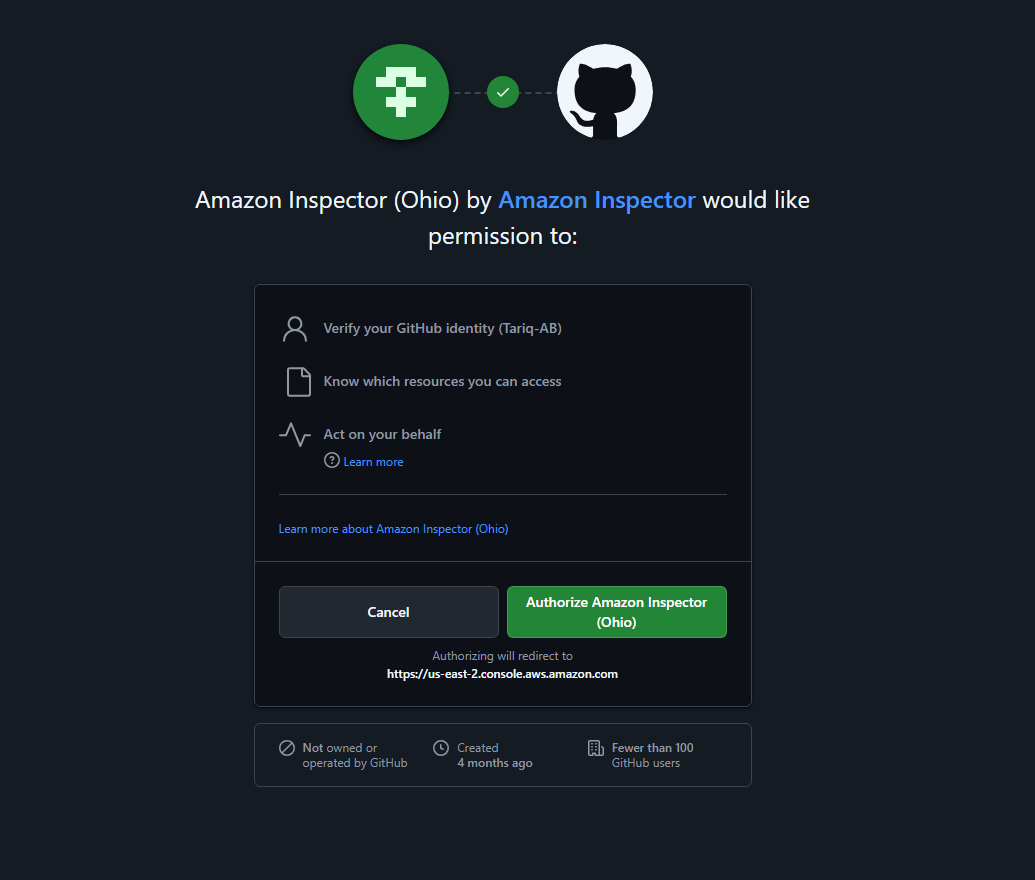 Amazon Inspector (Ohio) by Amazon Inspector would like
permission to:
Verify your GitHub identity (Tariq-AB)
Know which resources you can access
Act on your behalf
Learn more
Learn more about Amazon Inspector (Ohio)
Cancel
Authorize Amazon Inspector
(Ohio)
Authorizing will redirect to
https://us-east-2.console.aws.amazon.com
Not owned or
operated by GitHub
Created
4 months ago
Fewer than 100
GitHub users